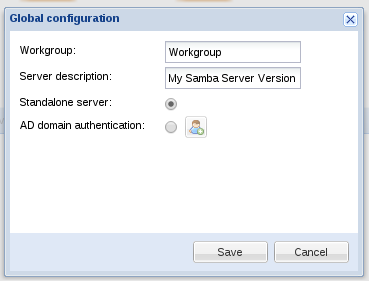 Global configuration
Workgroup: Workgroup
Server description: My Samba Server Version
Standalone server:
AD domain authentication:
Save Cancel